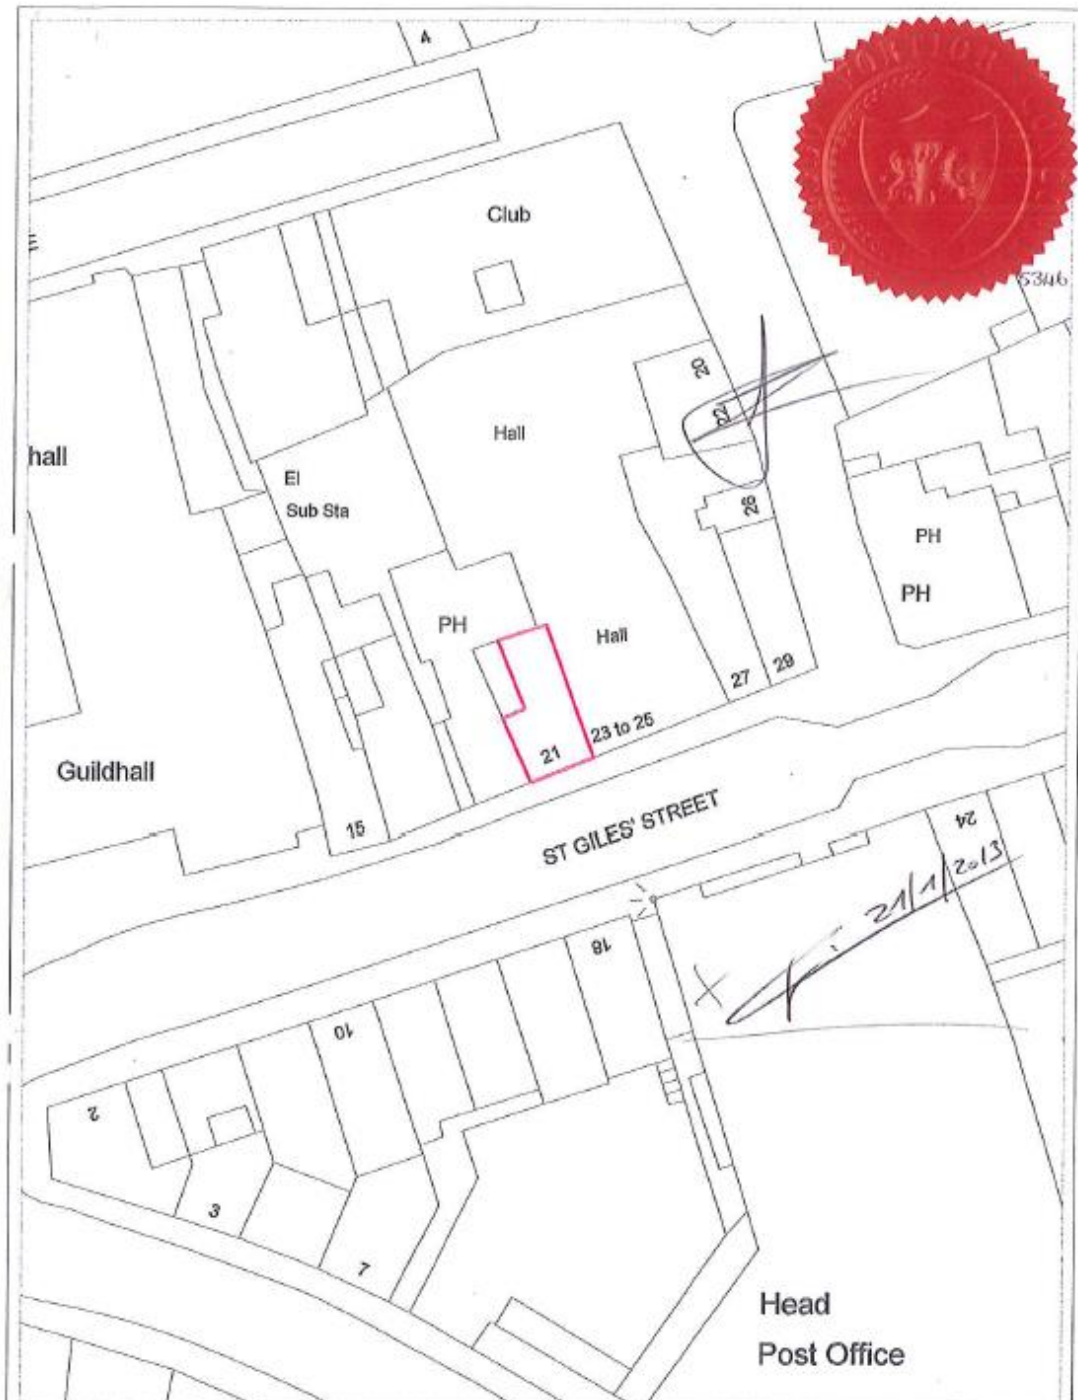 4
Club
5346
20
22
Hall
hall
El
Sub Sta
26
PH
PH
PH
Hall
27
29
23 to 25
21
Guildhall
15
ST GILES' STREET
24
21/1/2013
18
10
2
3
7
Head
Post Office